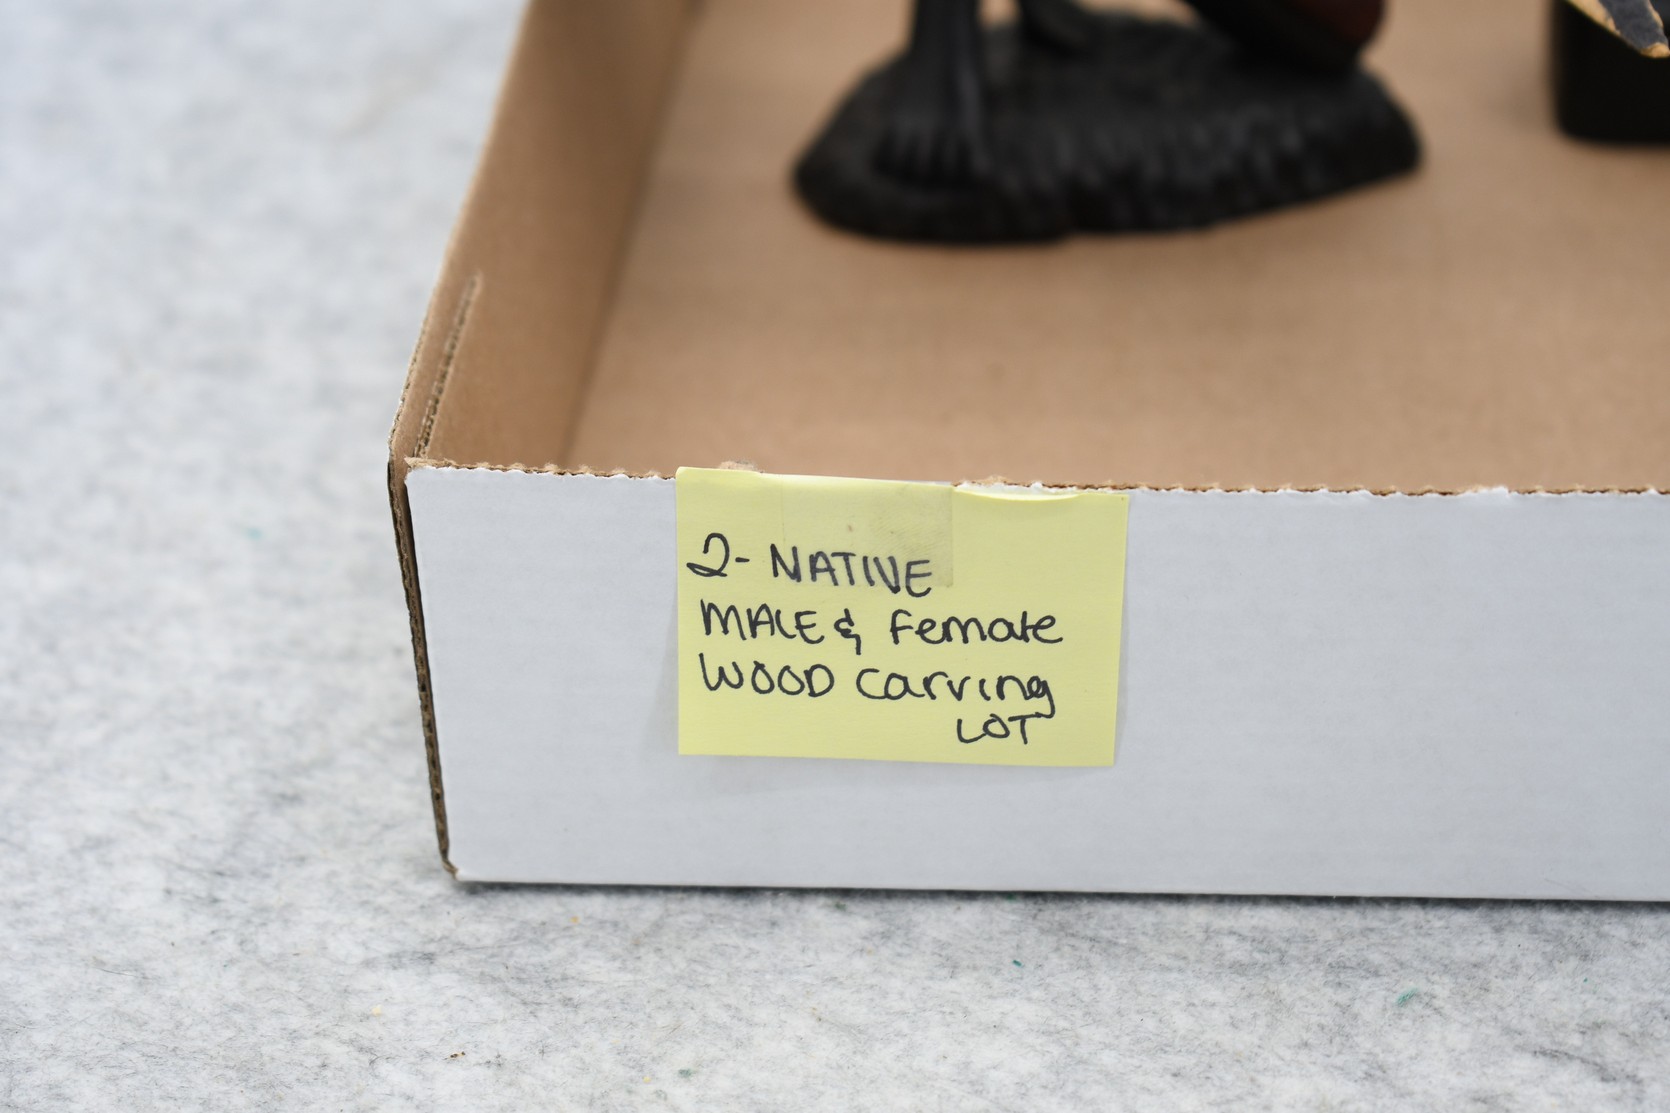 2- NATIVE
MALE & Female
WOOD Carving
LOT